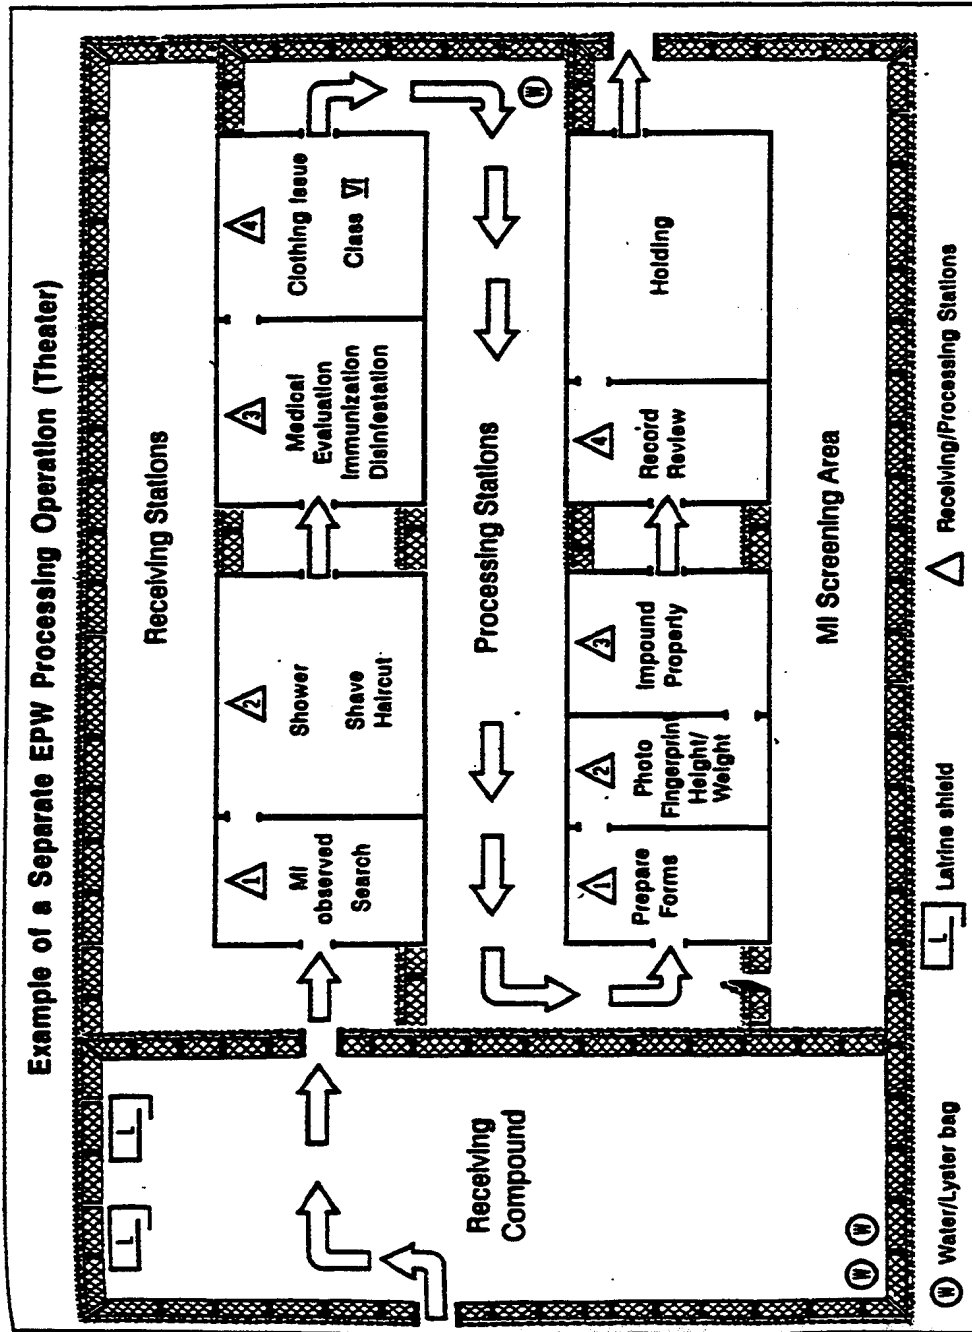 Example of a Separate EPW Processing Operation (Theater)
L
L
Receiving Stations
1
MI
observed
Search
2
Shower
Shave
Haircut
3
Medical
Evaluation
Immunization
Disinfestation
4
Clothing Issue
Class VI
W
Processing Stations
Receiving
Compound
W
W
1
Prepare
Forms
2
Photo
Fingerprint
Height/
Weight
3
Impound
Property
4
Record
Review
Holding
MI Screening Area
W Water/Lyster bag
L Latrine shield
Receiving/Processing Stations